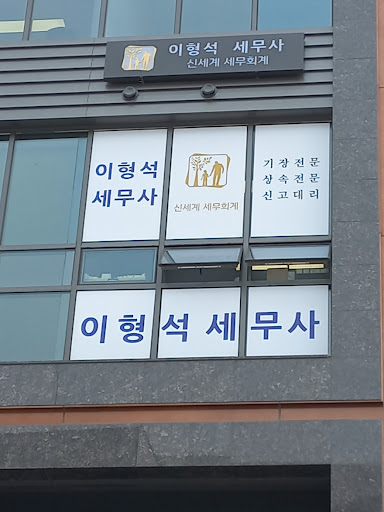 이형석 세무사
신세계 세무회계
이형석
세무사
신세계 세무회계
기장전문
상속전문
신고대리
이형석세무사